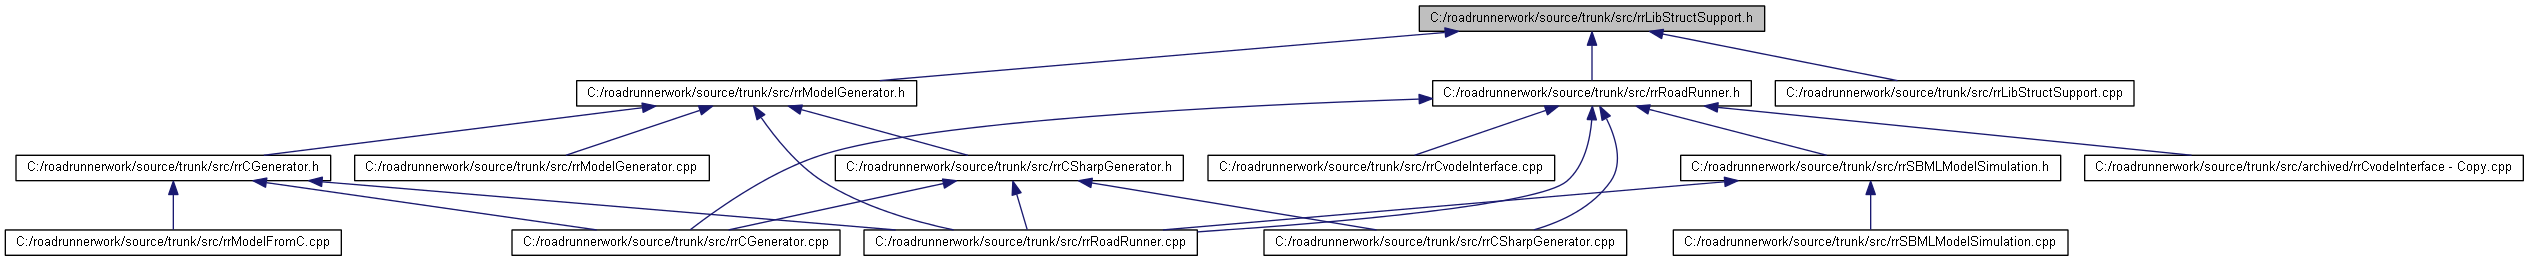 C:/roadrunnerwork/source/trunk/src/rrLibStructSupport.h
C:/roadrunnerwork/source/trunk/src/rrModelGenerator.h
C:/roadrunnerwork/source/trunk/src/rrRoadRunner.h
C:/roadrunnerwork/source/trunk/src/rrLibStructSupport.cpp
C:/roadrunnerwork/source/trunk/src/rrCGenerator.h
C:/roadrunnerwork/source/trunk/src/rrModelGenerator.cpp
C:/roadrunnerwork/source/trunk/src/rrCSharpGenerator.h
C:/roadrunnerwork/source/trunk/src/rrCvodeInterface.cpp
C:/roadrunnerwork/source/trunk/src/rrSBMLModelSimulation.h
C:/roadrunnerwork/source/trunk/src/archived/rrCvodeInterface - Copy.cpp
C:/roadrunnerwork/source/trunk/src/rrModelFromC.cpp
C:/roadrunnerwork/source/trunk/src/rrCGenerator.cpp
C:/roadrunnerwork/source/trunk/src/rrRoadRunner.cpp
C:/roadrunnerwork/source/trunk/src/rrCSharpGenerator.cpp
C:/roadrunnerwork/source/trunk/src/rrSBMLModelSimulation.cpp